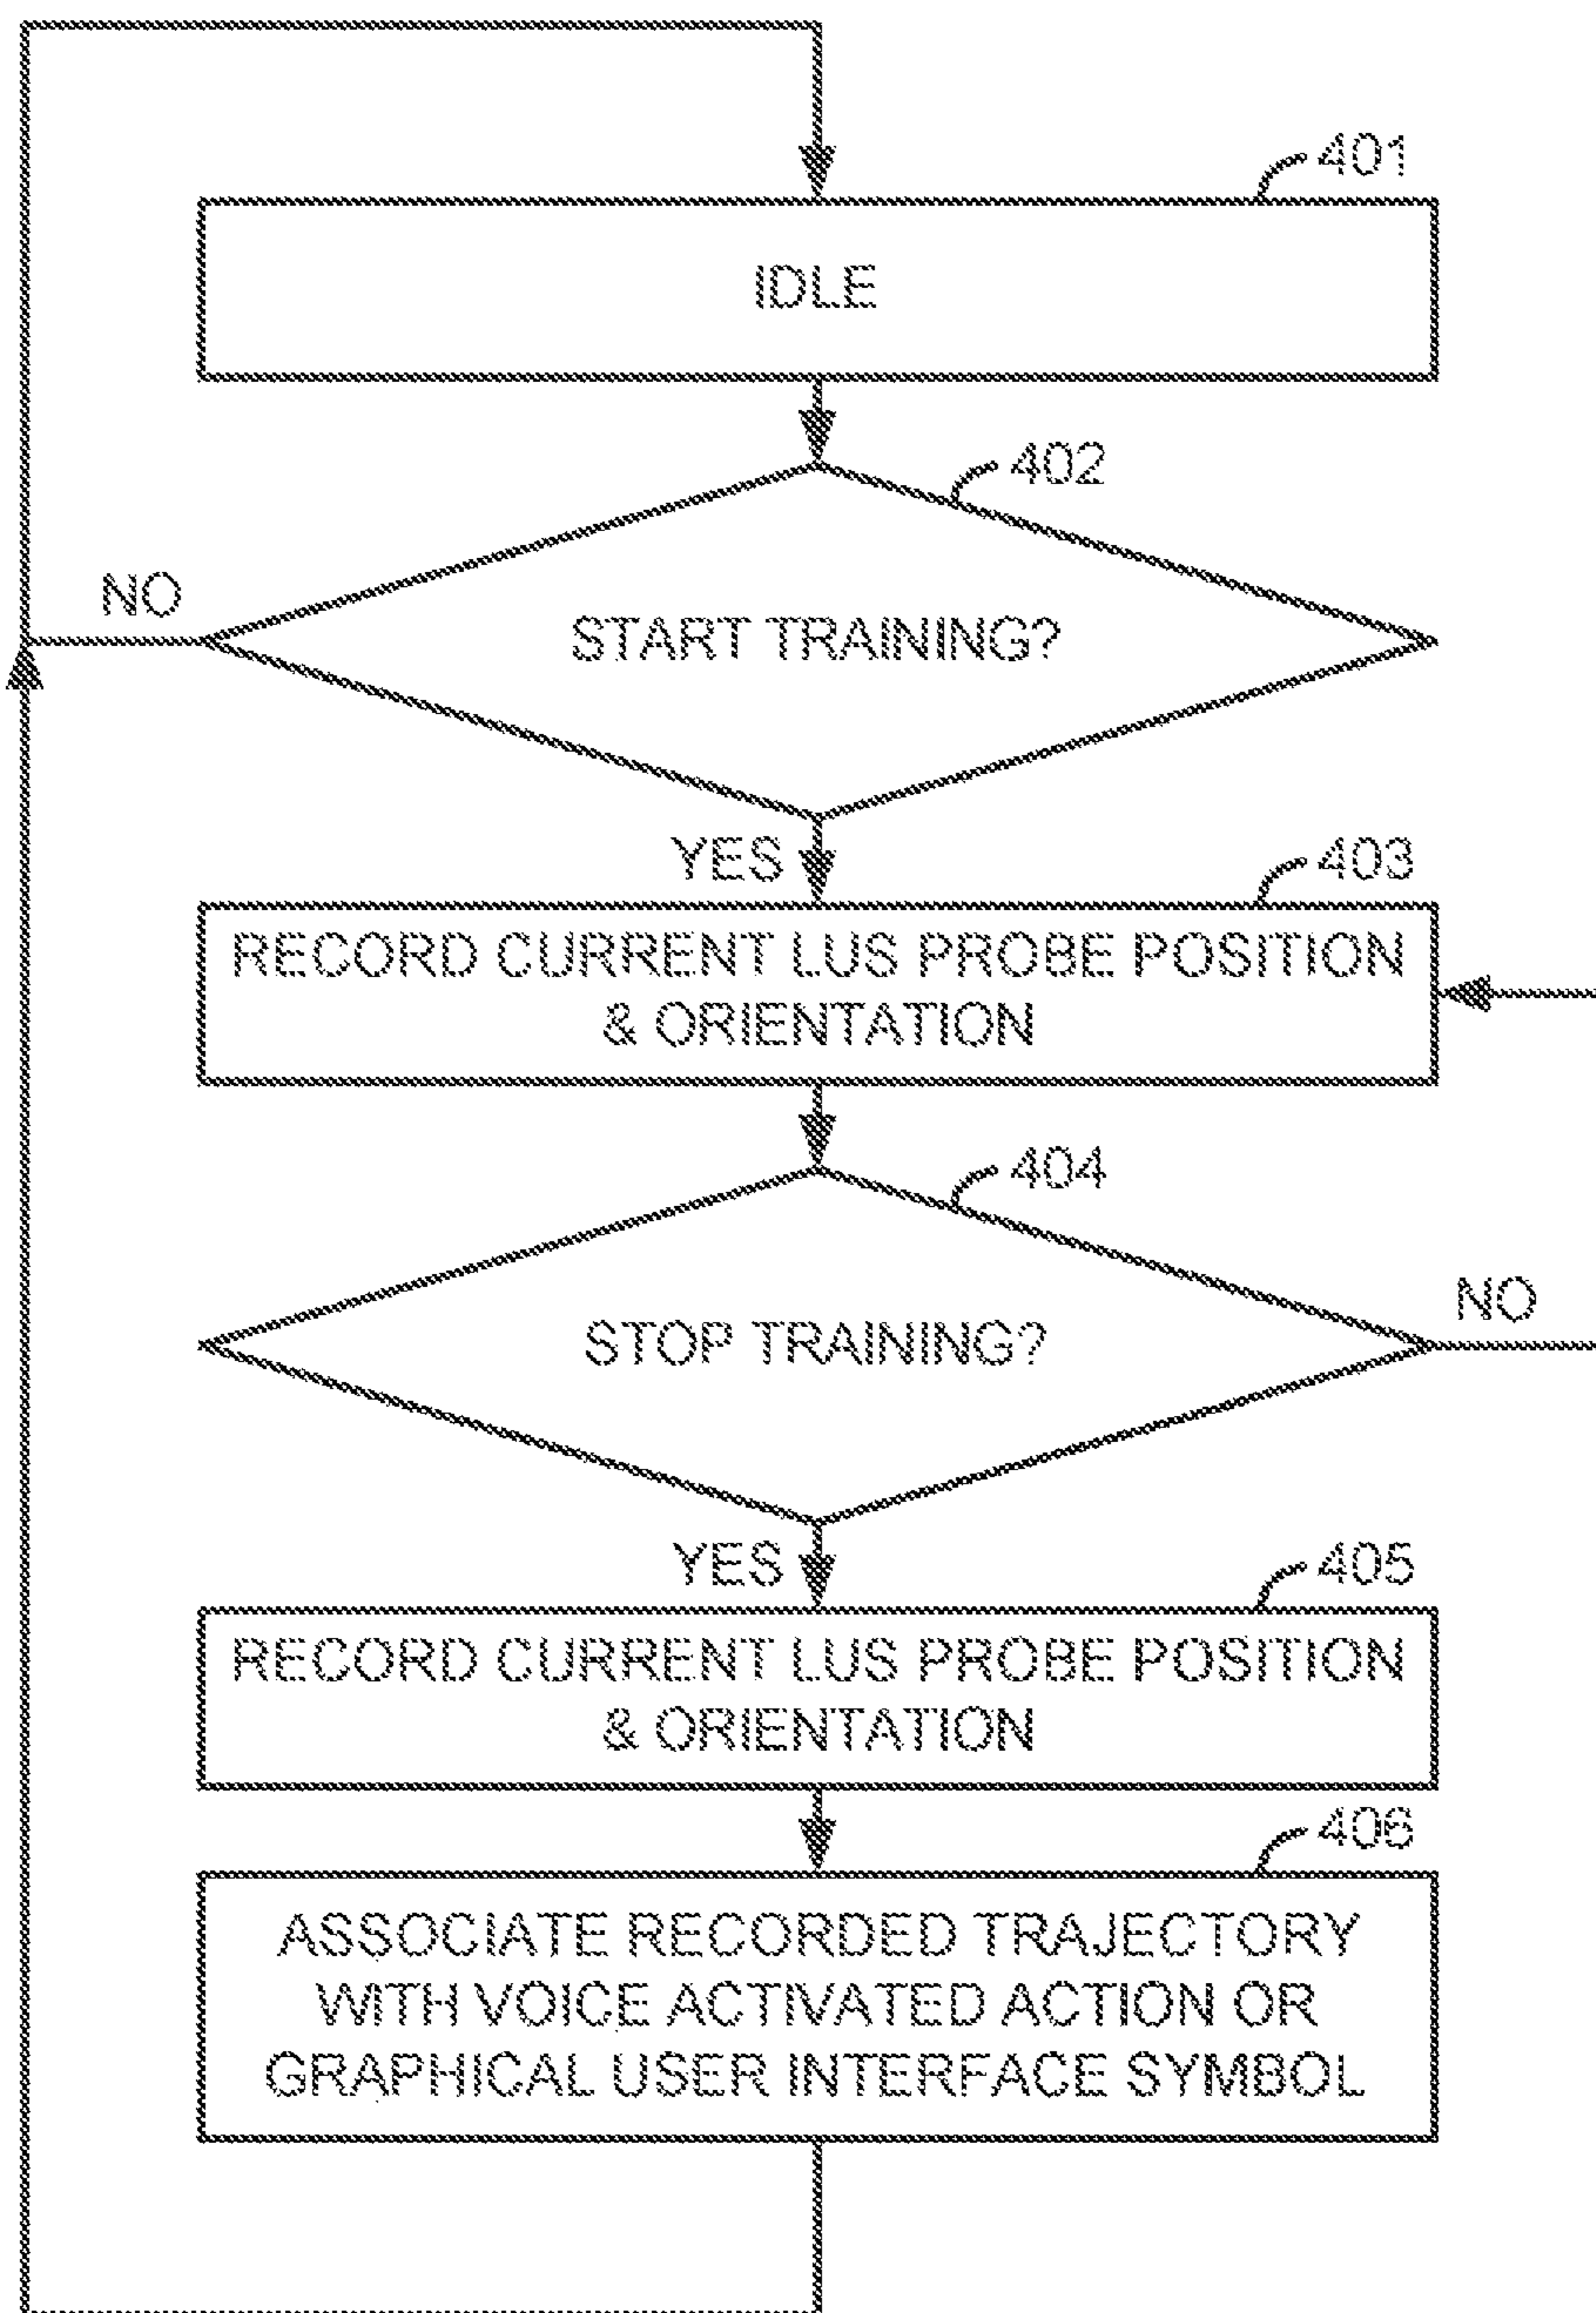 401
IDLE
402
NO
START TRAINING?
YES
403
RECORD CURRENT LUS PROBE POSITION
& ORIENTATION
404
NO
STOP TRAINING?
YES
405
RECORD CURRENT LUS PROBE POSITION
& ORIENTATION
406
ASSOCIATE RECORDED TRAJECTORY
WITH VOICE ACTIVATED ACTION OR
GRAPHICAL USER INTERFACE SYMBOL